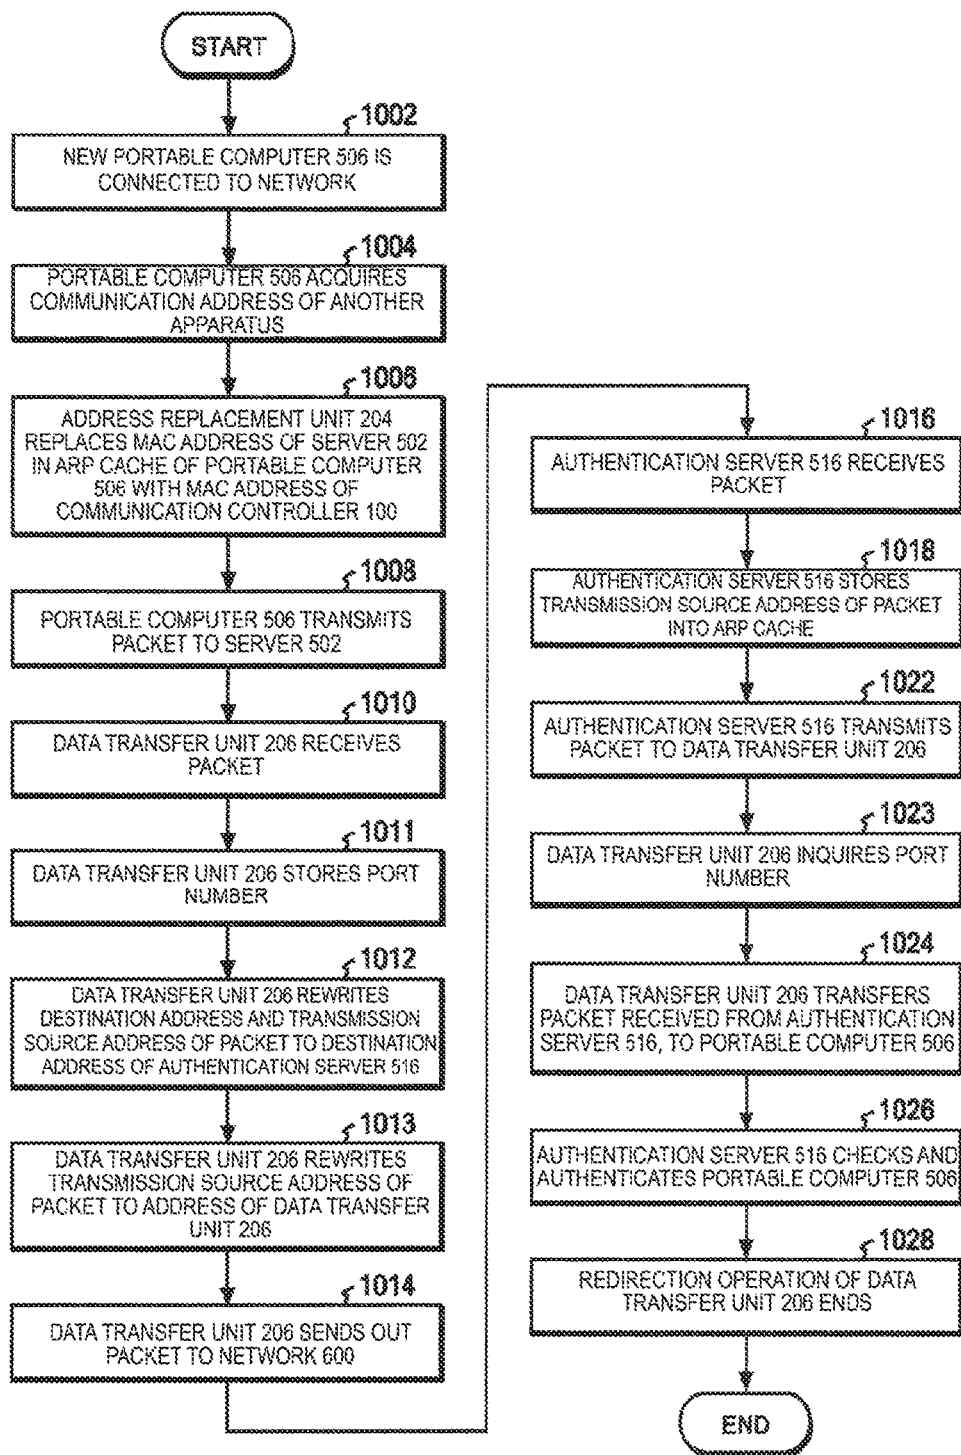 START
1002
NEW PORTABLE COMPUTER 506 IS
CONNECTED TO NETWORK
1004
PORTABLE COMPUTER 506 ACQUIRES
COMMUNICATION ADDRESS OF ANOTHER
APPARATUS
1006
ADDRESS REPLACEMENT UNIT 204
REPLACES MAC ADDRESS OF SERVER 502
IN ARP CACHE OF PORTABLE COMPUTER
506 WITH MAC ADDRESS OF
COMMUNICATION CONTROLLER 100
1008
PORTABLE COMPUTER 506 TRANSMITS
PACKET TO SERVER 502
1010
DATA TRANSFER UNIT 206 RECEIVES
PACKET
1011
DATA TRANSFER UNIT 206 STORES PORT
NUMBER
1012
DATA TRANSFER UNIT 206 REWRITES
DESTINATION ADDRESS AND TRANSMISSION
SOURCE ADDRESS OF PACKET TO DESTINATION
ADDRESS OF AUTHENTICATION SERVER 516
1013
DATA TRANSFER UNIT 206 REWRITES
TRANSMISSION SOURCE ADDRESS OF
PACKET TO ADDRESS OF DATA TRANSFER
UNIT 206
1014
DATA TRANSFER UNIT 206 SENDS OUT
PACKET TO NETWORK 600
1016
AUTHENTICATION SERVER 516 RECEIVES
PACKET
1018
AUTHENTICATION SERVER 516 STORES
TRANSMISSION SOURCE ADDRESS OF PACKET
INTO ARP CACHE
1022
AUTHENTICATION SERVER 516 TRANSMITS
PACKET TO DATA TRANSFER UNIT 206
1023
DATA TRANSFER UNIT 206 INQUIRES PORT
NUMBER
1024
DATA TRANSFER UNIT 206 TRANSFERS
PACKET RECEIVED FROM AUTHENTICATION
SERVER 516, TO PORTABLE COMPUTER 506
1026
AUTHENTICATION SERVER 516 CHECKS AND
AUTHENTICATES PORTABLE COMPUTER 506
1028
REDIRECTION OPERATION OF DATA
TRANSFER UNIT 206 ENDS
END